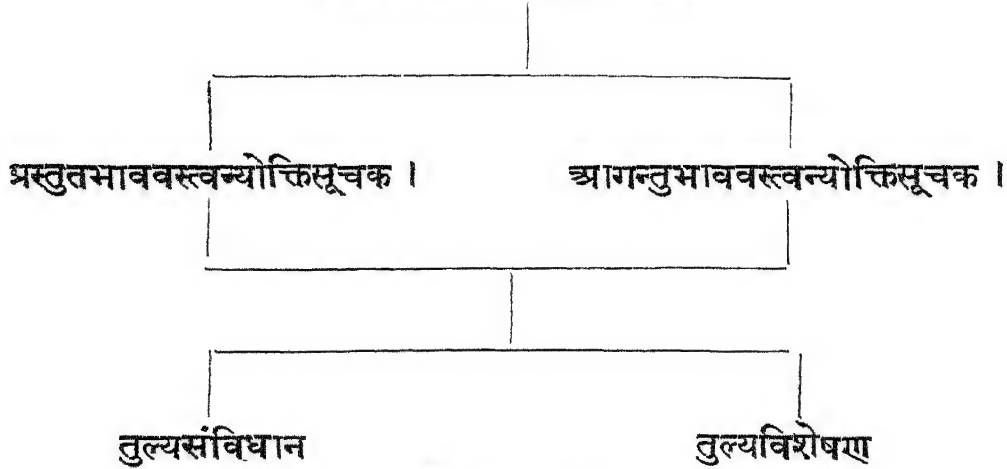 प्रस्तुतभाववस्त्वन्योक्तिसूचक । आगन्तुभाववस्त्वन्योक्तिसूचक ।
तुल्यसंविधान तुल्यविशेषण